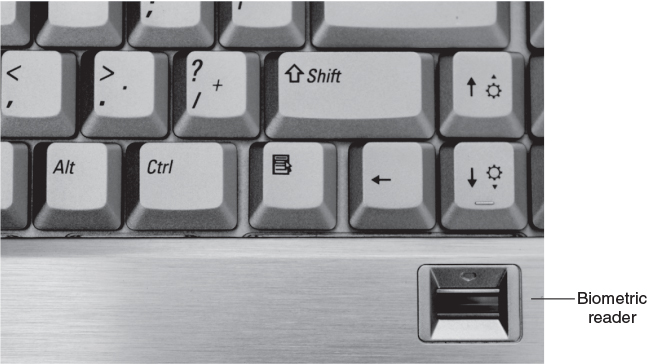 ;
:
'
< ,
> .
.
? /
+
Shift
Alt
Ctrl
Biometric
reader